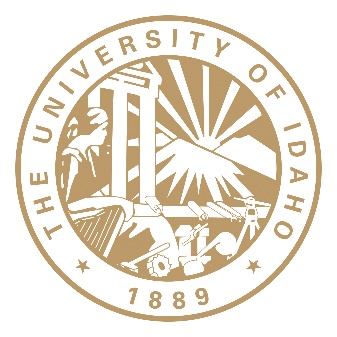 THE UNIVERSITY OF IDAHO
1889